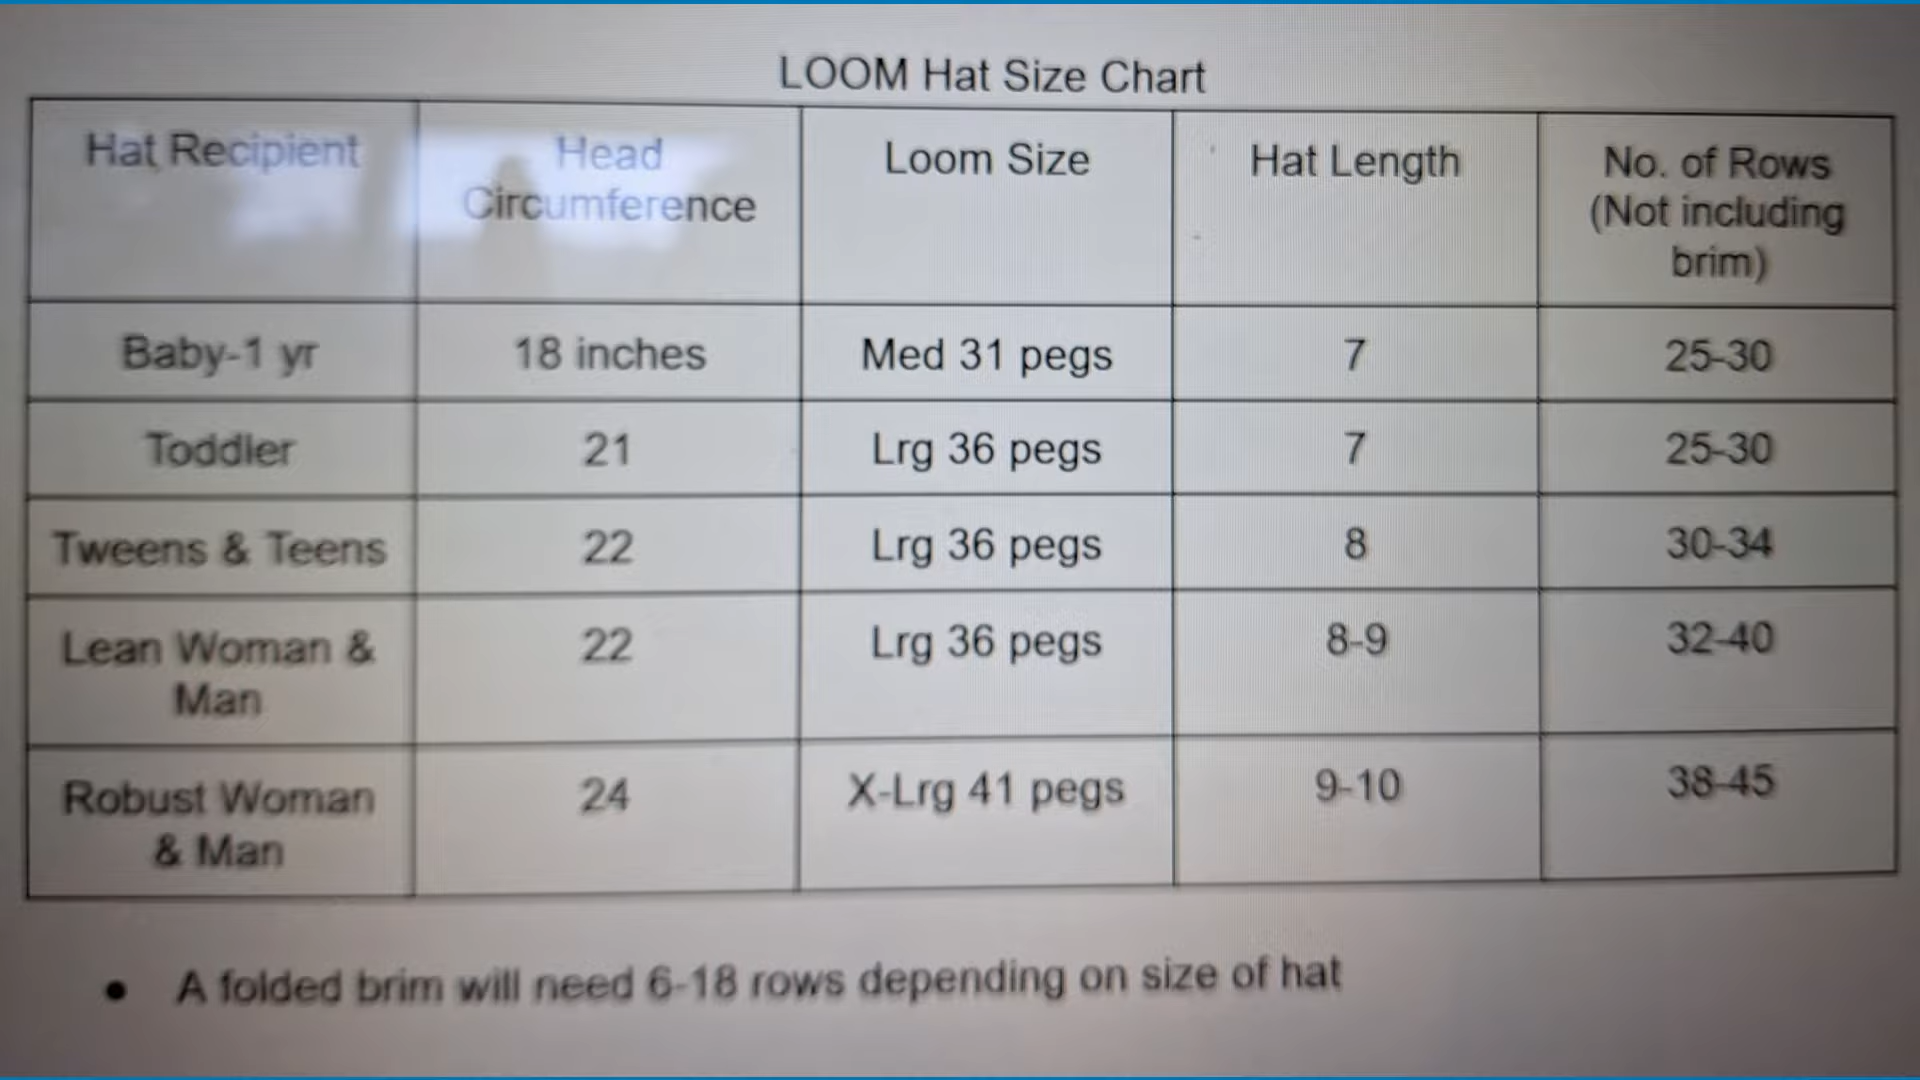 LOOM Hat Size Chart
Hat Recipient
Head
Circumference
Loom Size
Hat Length
No. of Rows
(Not including
brim)
Baby-1 yr
18 inches
Med 31 pegs
7
25-30
Toddler
21
Lrg 36 pegs
7
25-30
Tweens & Teens
22
Lrg 36 pegs
8
30-34
Lean Woman &
Man
22
Lrg 36 pegs
8-9
32-40
Robust Woman
& Man
24
X-Lrg 41 pegs
9-10
38-45
• A folded brim will need 6-18 rows depending on size of hat